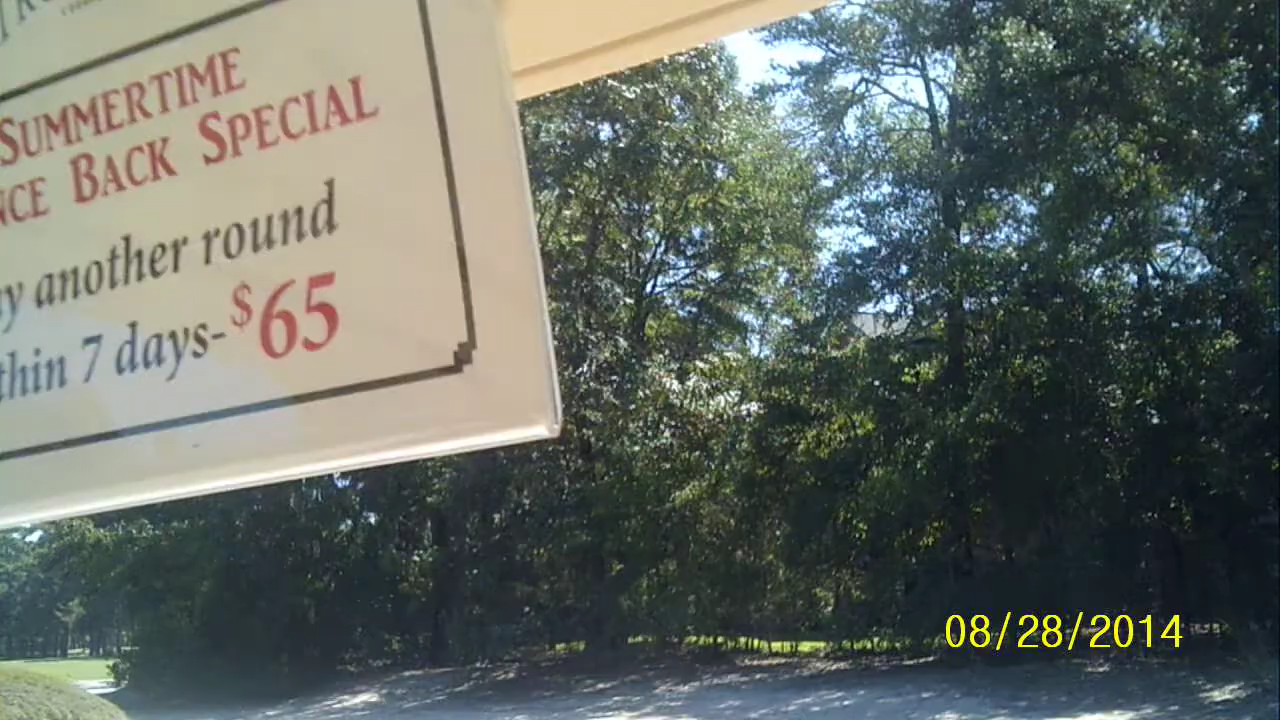 SUMMERTIME
BACK SPECIAL
another round
7 days- $65
08/28/2014